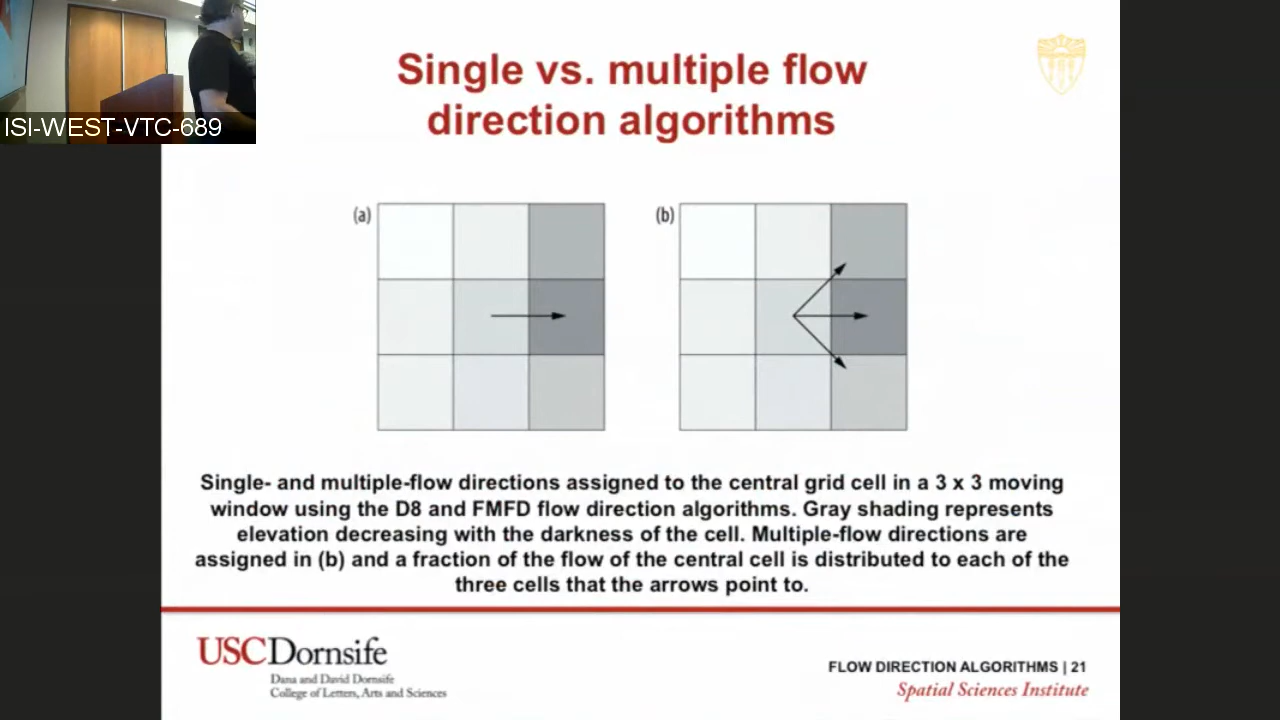 ISI-WEST-VTC-689
Single vs. multiple flow
direction algorithms
(a)
(b)
Single- and multiple-flow directions assigned to the central grid cell in a 3 x 3 moving
window using the D8 and FMFD flow direction algorithms. Gray shading represents
elevation decreasing with the darkness of the cell. Multiple-flow directions are
assigned in (b) and a fraction of the flow of the central cell is distributed to each of the
three cells that the arrows point to.
USCDornsife
Dana and David Dornsife
College of Letters, Arts and Sciences
FLOW DIRECTION ALGORITHMS | 21
Spatial Sciences Institute